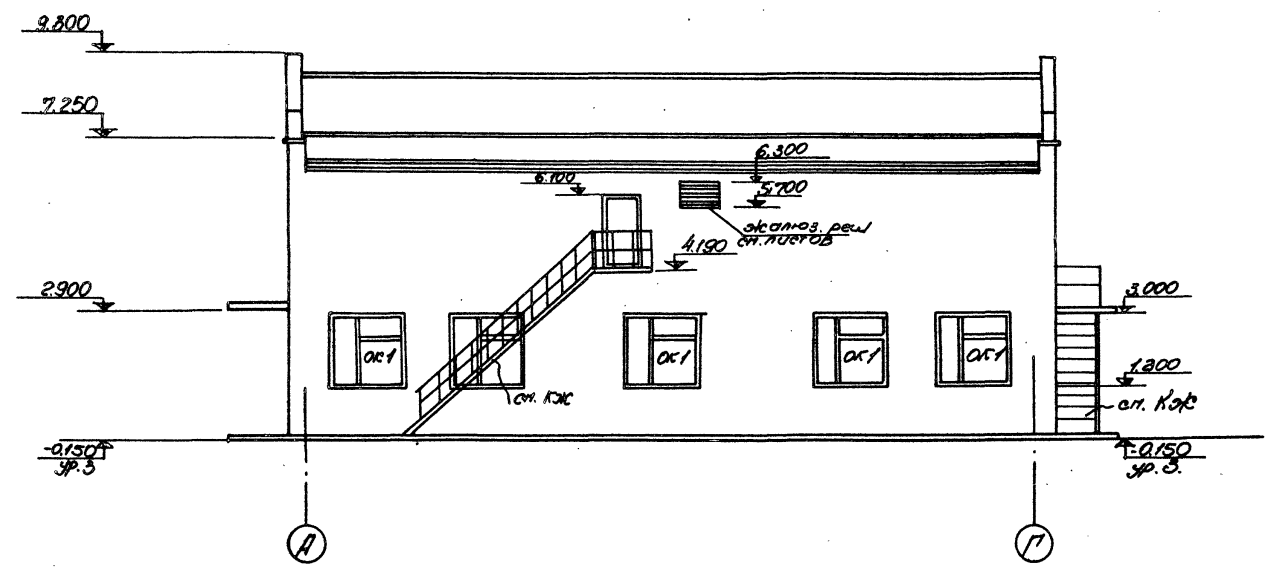 9.300
7.250
6.300
6.100
5.700
жалюз. реш
см. листов
4.190
2.900
3.000
ОК1
ОК1
ОК1
ОК1
1.200
см. КЖ
см. КЖ
-0.150
ур. З
-0.150
ур. З.
А
Г